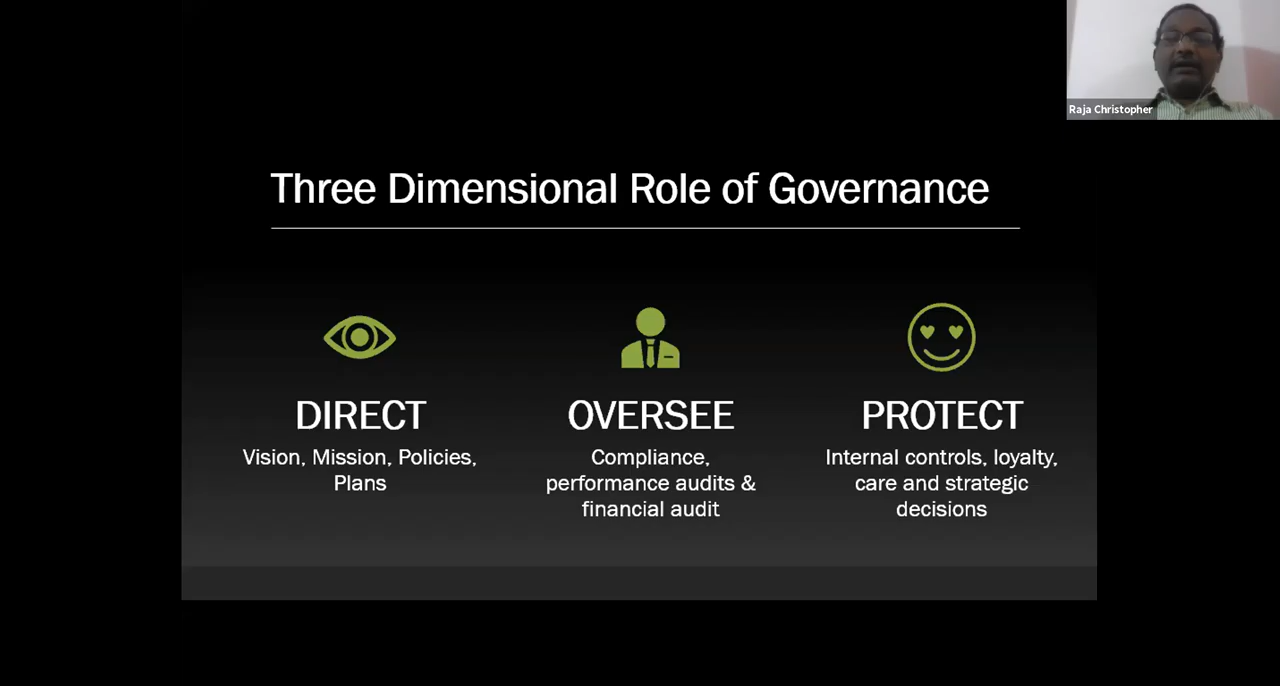 Raja Christopher
Three Dimensional Role of Governance
DIRECT
Vision, Mission, Policies,
Plans
OVERSEE
Compliance,
performance audits &
financial audit
PROTECT
Internal controls, loyalty,
care and strategic
decisions